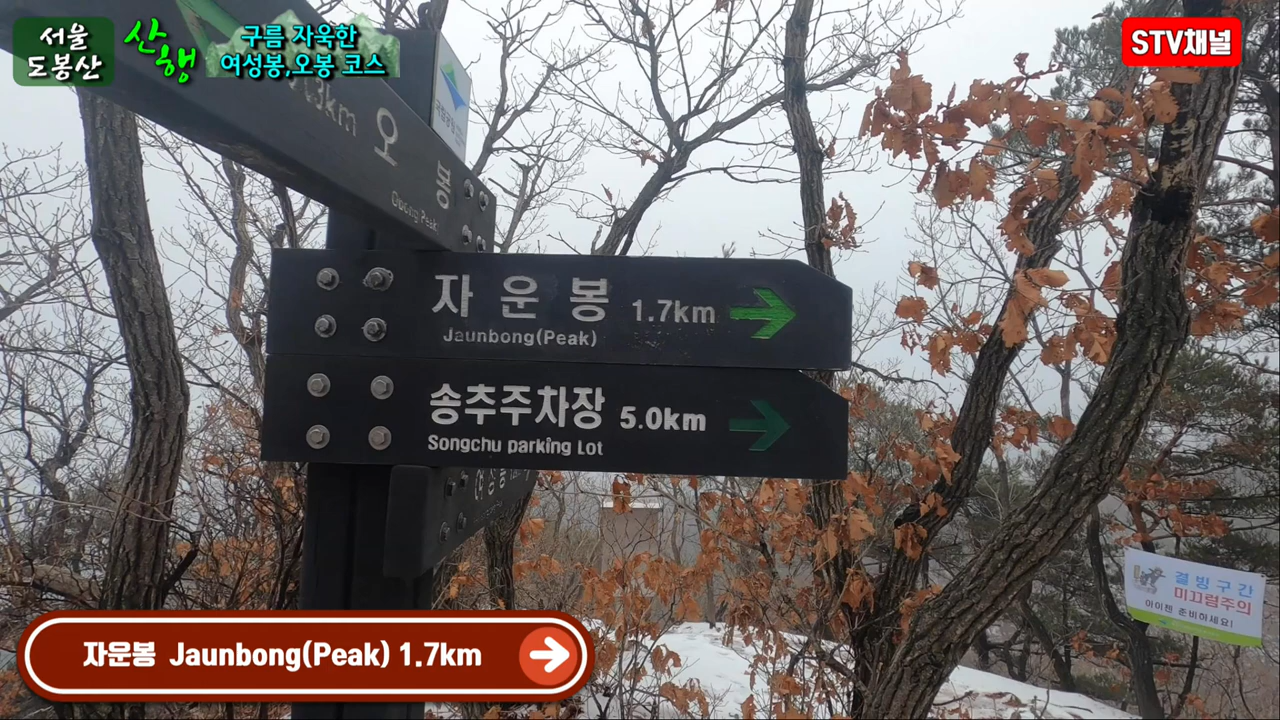 서울
도봉산
산행
구름 자욱한
여성봉,오봉 코스
STV채널
오봉
자운봉 1.7km
Jaunbong(Peak)
송추주차장 5.0km
Songchu parking Lot
결빙구간
미끄럼주의
아이젠 준비하세요!
자운봉 Jaunbong(Peak) 1.7km